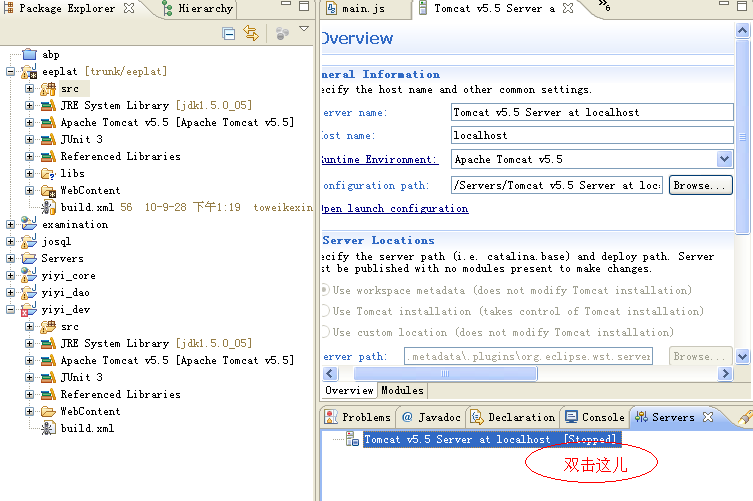 Package Explorer
Hierarchy
abp
eeplat [trunk/eeplat]
src
JRE System Library [jdk1.5.0_05]
Apache Tomcat v5.5 [Apache Tomcat v5.5]
JUnit 3
Referenced Libraries
libs
WebContent
build.xml 56 10-9-28 下午1:19 toweikexin
examination
josql
Servers
yiyi_core
yiyi_dao
yiyi_dev
src
JRE System Library [jdk1.5.0_05]
Apache Tomcat v5.5 [Apache Tomcat v5.5]
JUnit 3
Referenced Libraries
WebContent
build.xml
main.js
Tomcat v5.5 Server a
»6
Overview
neral Information
ecify the host name and other common settings.
erver name: Tomcat v5.5 Server at localhost
ost name: localhost
Runtime Environment: Apache Tomcat v5.5
onfiguration path: /Servers/Tomcat v5.5 Server at loc: Browse...
Open launch configuration
Server Locations
ecify the server path (i.e. catalina.base) and deploy path. Server
st be published with no modules present to make changes.
Use workspace metadata (does not modify Tomcat installation)
Use Tomcat installation (takes control of Tomcat installation)
Use custom location (does not modify Tomcat installation)
erver path: .metadata\.plugins\org.eclipse.wst.server Browse...
Overview Modules
Problems @ Javadoc Declaration Console Servers
Tomcat v5.5 Server at localhost [Stopped]
双击这儿